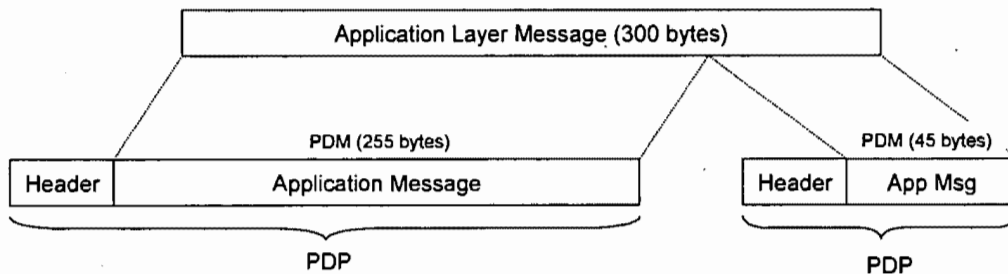 Application Layer Message (300 bytes)
PDM (255 bytes)
PDM (45 bytes)
Header
Application Message
Header
App Msg
PDP
PDP